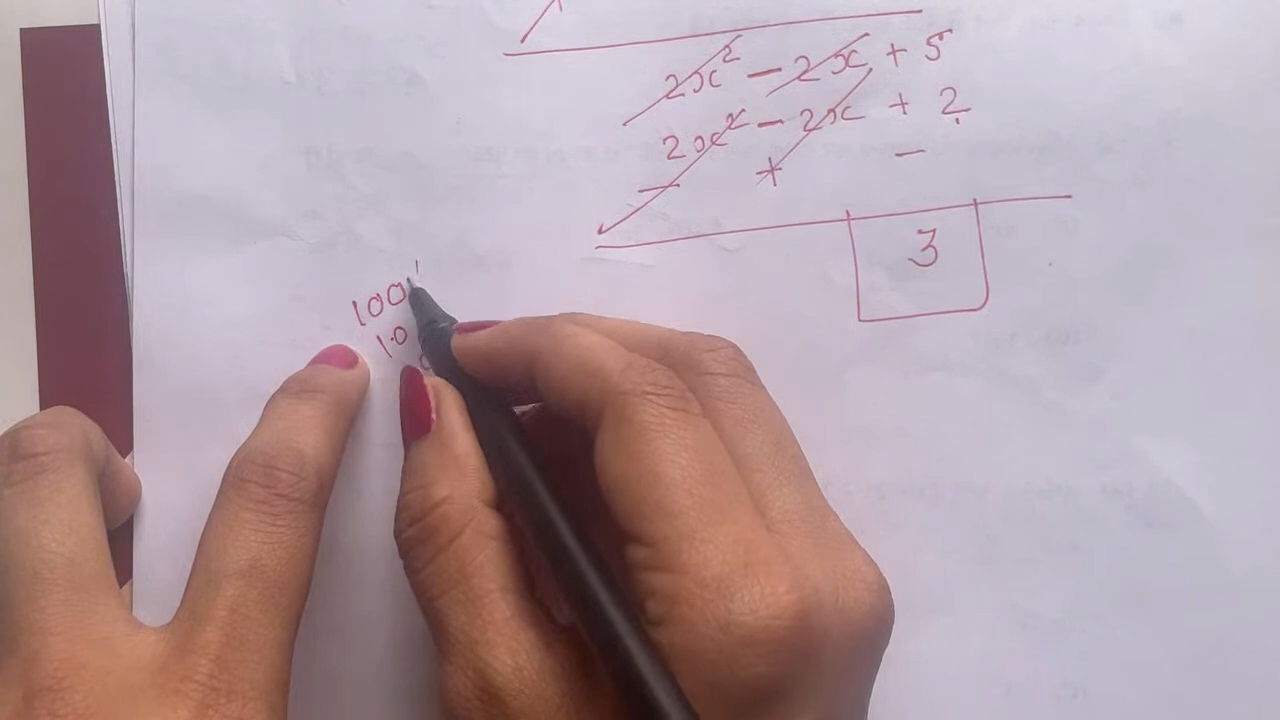 2x² - 2x + 5
2x² - 2x + 2
- + -
3
100
1.0